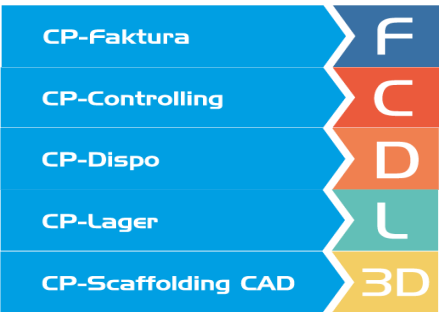 CP-Faktura F
CP-Controlling C
CP-Dispo D
CP-Lager L
CP-Scaffolding CAD 3D